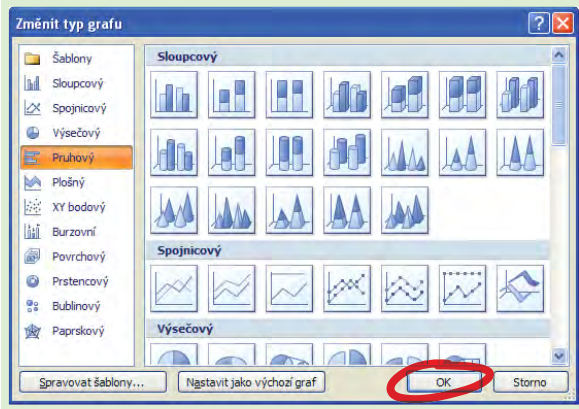 Změnit typ grafu
Šablony
Sloupcový
Spojnicový
Výsečový
Pruhový
Plošný
XY bodový
Burzovní
Povrchový
Prstencový
Bublinový
Paprskový
Sloupcový
Spojnicový
Výsečový
Spravovat šablony...
Nastavit jako výchozí graf
OK
Storno